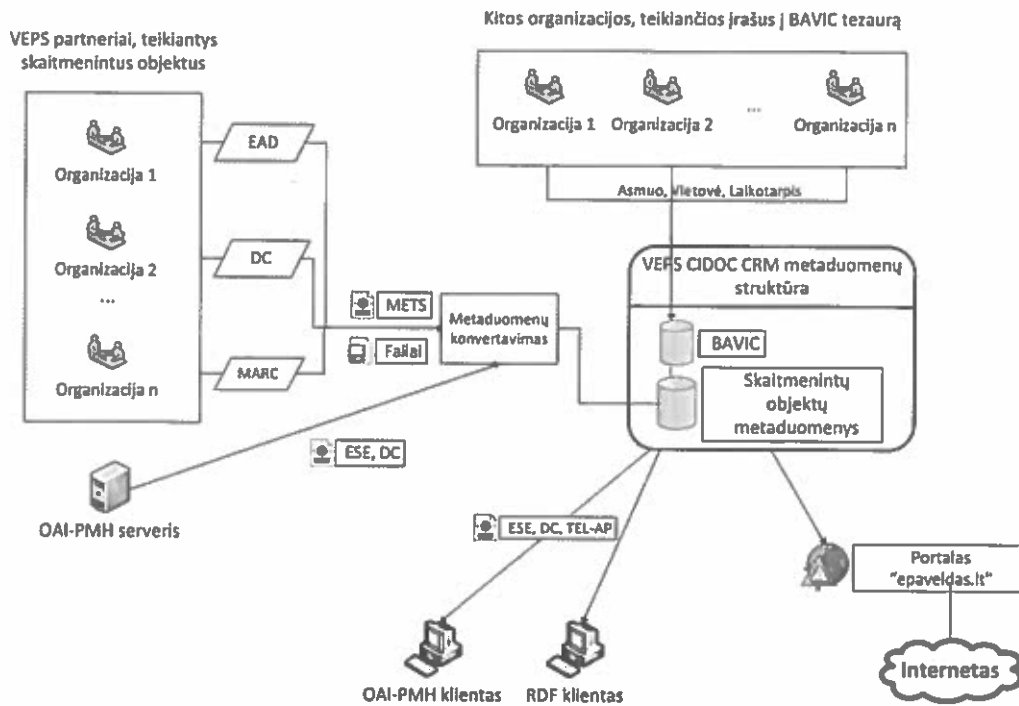 VEPS partneriai, teikiantys
skaitmenintus objektus
Organizacija 1
Organizacija 2
...
Organizacija n
EAD
DC
MARC
Kitos organizacijos, teikiančios įrašus į BAVIC tezaurą
Organizacija 1
Organizacija 2
...
Organizacija n
Asmuo, Vietovė, Laikotarpis
METS
Failai
Metaduomenų
konvertavimas
VEPS CIDOC CRM metaduomenų
struktūra
BAVIC
Skaitmenintų
objektų
metaduomenys
ESE, DC
OAI-PMH serveris
ESE, DC, TEL-AP
OAI-PMH klientas
RDF klientas
Portalas
"epaveldas.lt"
Internetas